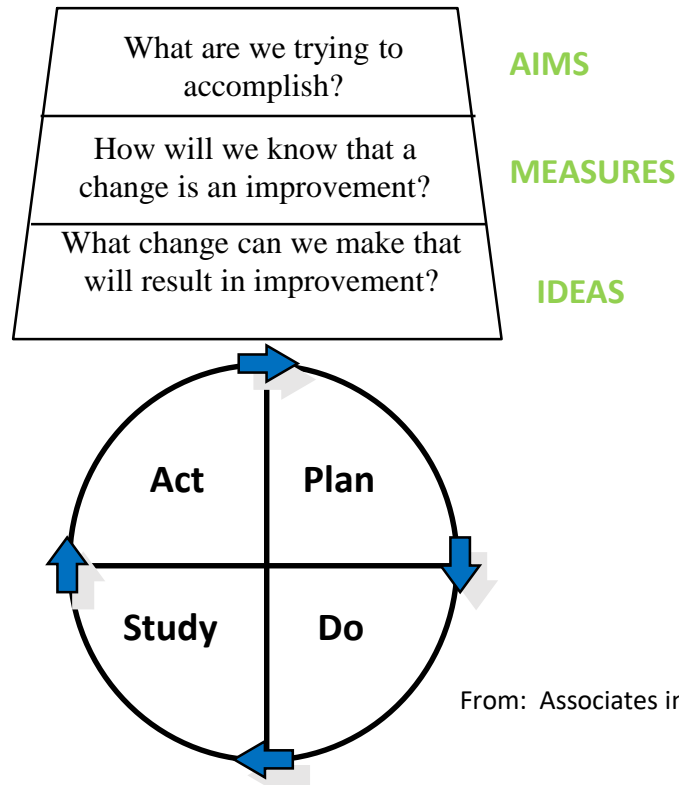 What are we trying to
accomplish?
AIMS
How will we know that a
change is an improvement?
MEASURES
What change can we make that
will result in improvement?
IDEAS
Act
Plan
Study
Do
From: Associates in